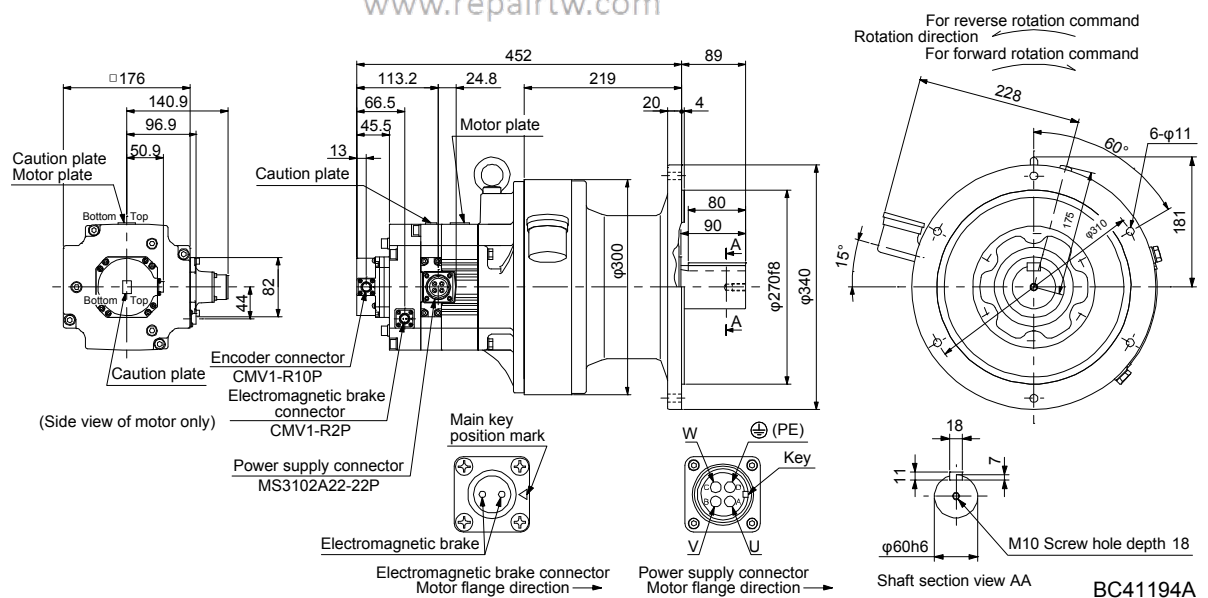 www.repairtw.com
For reverse rotation command
Rotation direction
For forward rotation command
452
89
□176
113.2
24.8
219
20
4
228
140.9
66.5
96.9
45.5
Motor plate
60°
6-φ11
50.9
13
Caution plate
Motor plate
Caution plate
Bottom
Top
80
90
A
175
φ310
181
15°
φ300
φ270f8
φ340
82
44
Bottom
Top
A
Caution plate
Encoder connector
CMV1-R10P
Electromagnetic brake
connector
CMV1-R2P
(Side view of motor only)
Main key
position mark
Power supply connector
MS3102A22-22P
W
(PE)
Key
C
D
B
A
V
U
18
11
7
Electromagnetic brake
φ60h6
M10 Screw hole depth 18
Electromagnetic brake connector
Motor flange direction
Power supply connector
Motor flange direction
Shaft section view AA
BC41194A